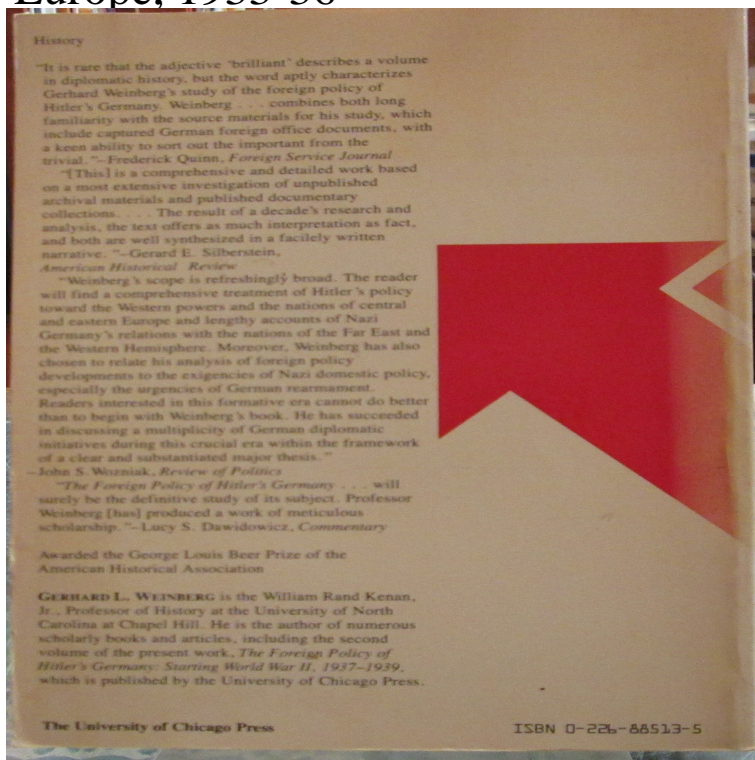 Europe, 1933-36
History
"It is rare that the adjective 'brilliant' describes a volume
in diplomatic history, but the word aptly characterizes
Gerhard Weinberg's study of the foreign policy of
Hitler's Germany. Weinberg . . . combines both long
familiarity with the source materials for his study, which
include captured German foreign office documents, with
a keen ability to sort out the important from the
trivial."–Frederick Quinn, Foreign Service Journal
"[This] is a comprehensive and detailed work based
on a most extensive investigation of unpublished
archival materials and published documentary
collections. . . . The result of a decade's research and
analysis, the text offers as much interpretation as fact,
and both are well synthesized in a facilely written
narrative. "–Gerard E. Silberstein,
American Historical Review
"Weinberg's scope is refreshingly broad. The reader
will find a comprehensive treatment of Hitler's policy
toward the Western powers and the nations of central
and eastern Europe and lengthy accounts of Nazi
Germany's relations with the nations of the Far East and
the Western Hemisphere. Moreover, Weinberg has also
chosen to relate his analysis of foreign policy
developments to the exigencies of Nazi domestic policy,
especially the urgencies of German rearmament.
Readers interested in this formative era cannot do better
than to begin with Weinberg's book. He has succeeded
in discussing a multiplicity of German diplomatic
initiatives during this crucial era within the framework
of a clear and substantiated major thesis."
–John S. Wozniak, Review of Politics
"The Foreign Policy of Hitler's Germany . . . will
surely be the definitive study of its subject. Professor
Weinberg [has] produced a work of meticulous
scholarship."–Lucy S. Dawidowicz, Commentary
Awarded the George Louis Beer Prize of the
American Historical Association
GERHARD L. WEINBERG is the William Rand Kenan,
Jr., Professor of History at the University of North
Carolina at Chapel Hill. He is the author of numerous
scholarly books and articles, including the second
volume of the present work, The Foreign Policy of
Hitler's Germany: Starting World War II, 1937–1939,
which is published by the University of Chicago Press.
The University of Chicago Press
ISBN 0-226-88513-5